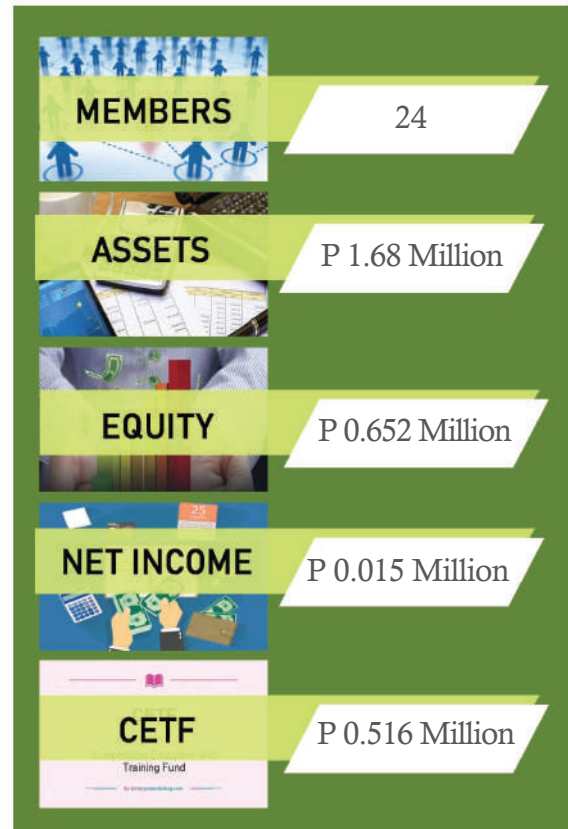 MEMBERS
24
ASSETS
P 1.68 Million
EQUITY
P 0.652 Million
25
NET INCOME
P 0.015 Million
CETF
P 0.516 Million
Training Fund